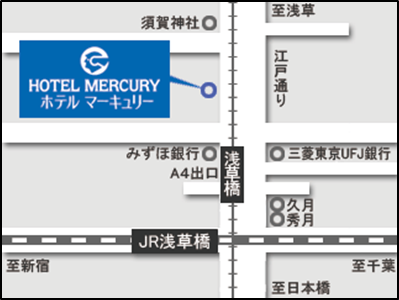 至浅草
須賀神社
江戸通り
HOTEL MERCURY
ホテル マーキュリー
みずほ銀行
浅草橋
三菱東京UFJ銀行
A4出口
久月
秀月
JR浅草橋
至新宿
至千葉
至日本橋